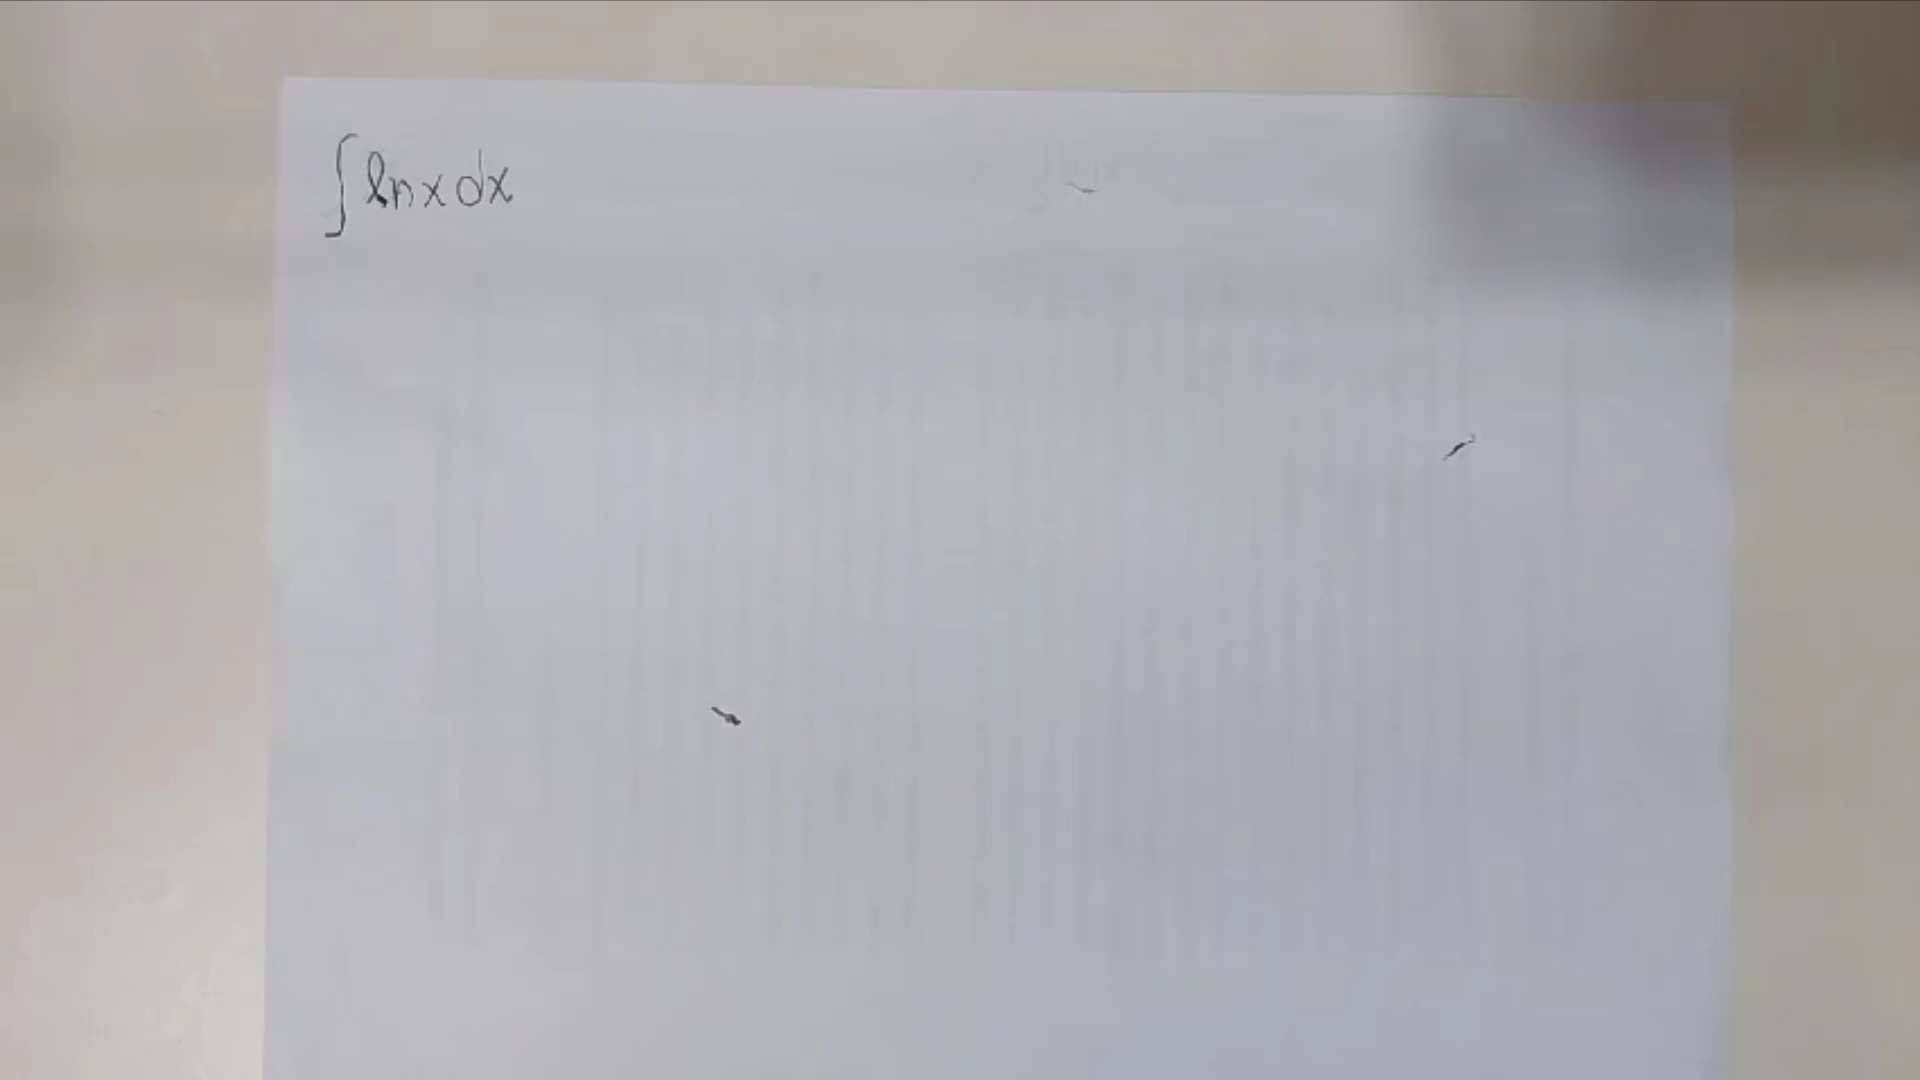 ∫ ln x dx